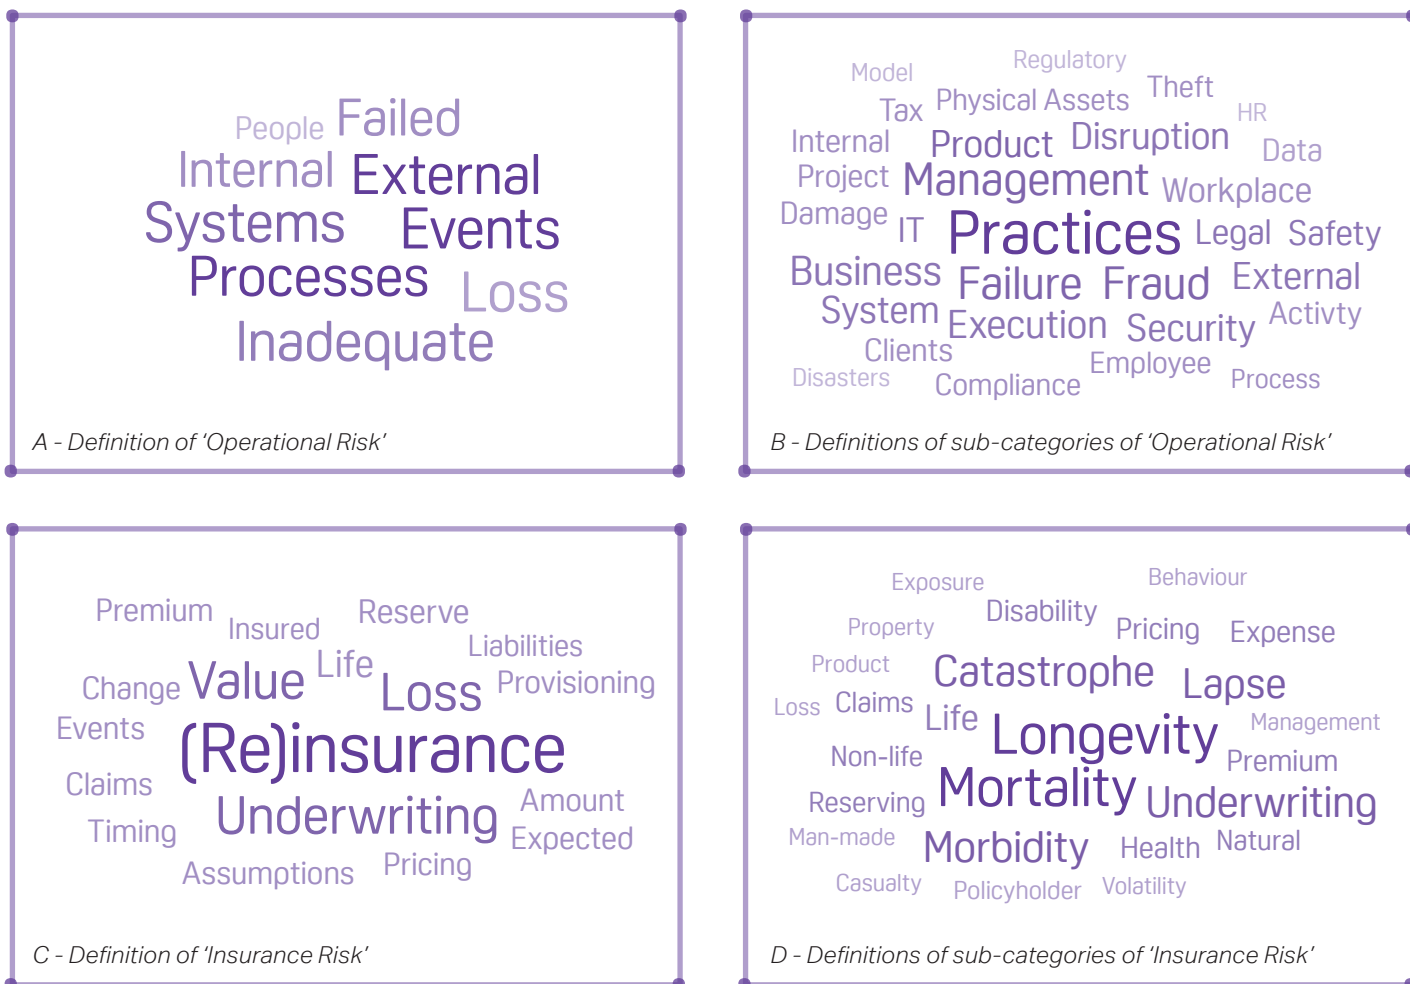 People Failed
Internal External
Systems Events
Processes Loss
Inadequate
A - Definition of ‘Operational Risk’
Model Regulatory
Tax Physical Assets Theft
HR
Internal Product Disruption Data
Project Management Workplace
Damage IT Practices Legal Safety
Business Failure Fraud External
System Execution Security Activty
Clients
Disasters Compliance Employee Process
B - Definitions of sub-categories of ‘Operational Risk’
Premium Insured Reserve
Liabilities
Change Value Life Loss Provisioning
Events (Re)insurance
Claims
Timing Underwriting Amount
Expected
Assumptions Pricing
C - Definition of ‘Insurance Risk’
Exposure Behaviour
Property Disability Pricing Expense
Product Catastrophe Lapse
Loss Claims Life Longevity Management
Non-life Mortality Premium
Reserving Underwriting
Man-made Morbidity Health Natural
Casualty Policyholder Volatility
D - Definitions of sub-categories of ‘Insurance Risk’